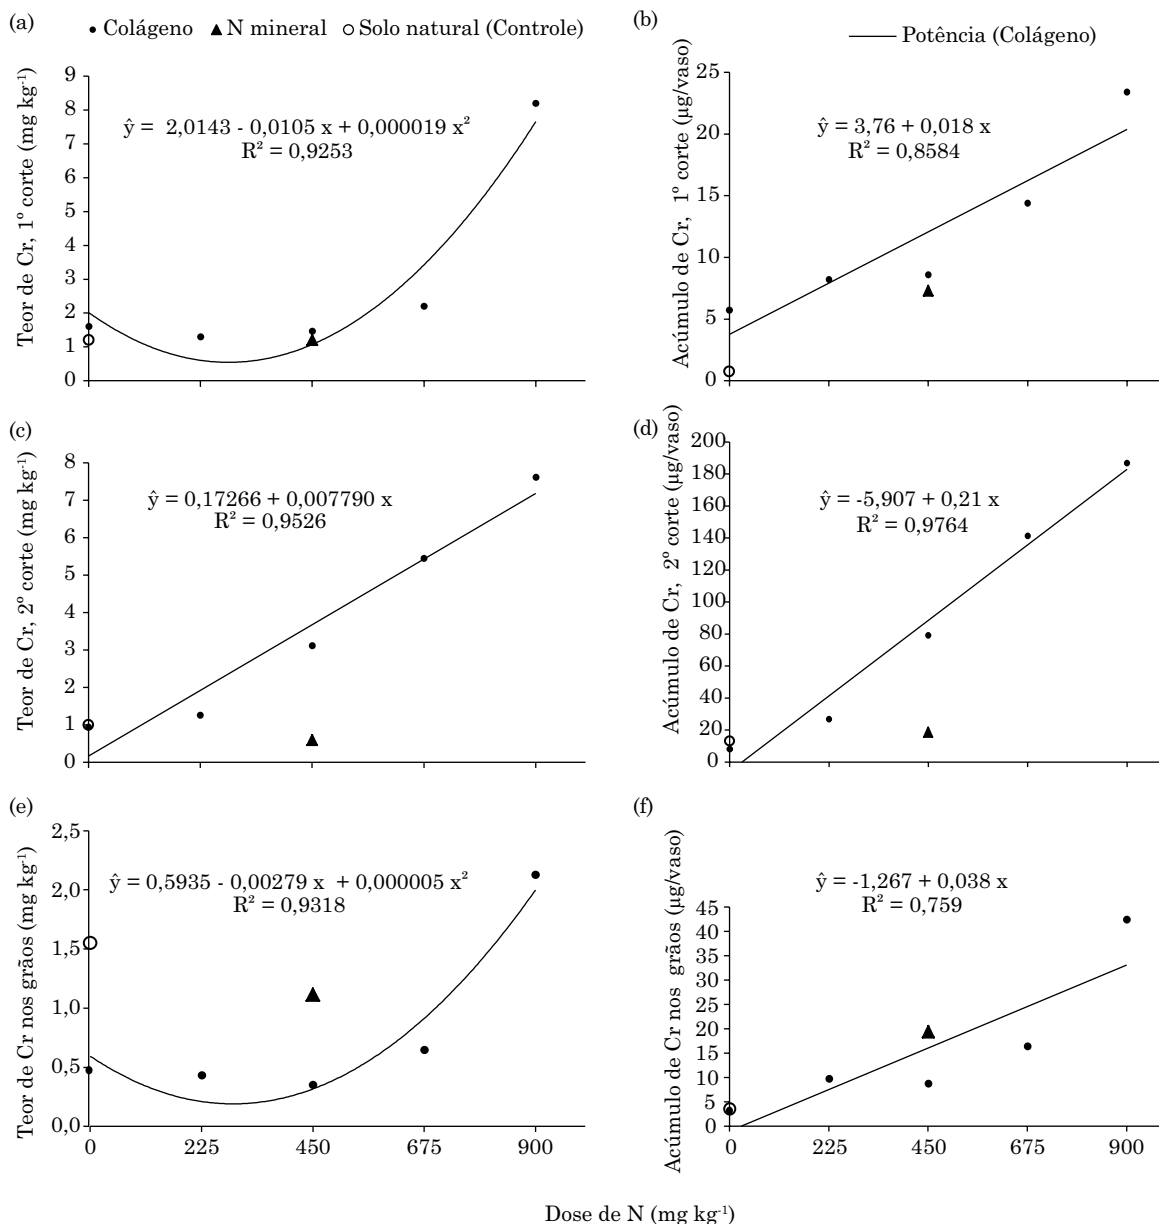 (a)
Colágeno N mineral Solo natural (Controle)
Teor de Cr, 1º corte (mg kg⁻¹)
9
8
7
6
5
4
3
2
1
0
ŷ = 2,0143 - 0,0105 x + 0,000019 x²
R² = 0,9253
(b)
Potência (Colágeno)
Acúmulo de Cr, 1º corte (µg/vaso)
25
20
15
10
5
0
ŷ = 3,76 + 0,018 x
R² = 0,8584
(c)
Teor de Cr, 2º corte (mg kg⁻¹)
8
7
6
5
4
3
2
1
0
ŷ = 0,17266 + 0,007790 x
R² = 0,9526
(d)
Acúmulo de Cr, 2º corte (µg/vaso)
200
180
160
140
120
100
80
60
40
20
0
ŷ = -5,907 + 0,21 x
R² = 0,9764
(e)
Teor de Cr nos grãos (mg kg⁻¹)
2,5
2,0
1,5
1,0
0,5
0,0
ŷ = 0,5935 - 0,00279 x + 0,000005 x²
R² = 0,9318
0 225 450 675 900
(f)
Acúmulo de Cr nos grãos (µg/vaso)
45
40
35
30
25
20
15
10
5
0
ŷ = -1,267 + 0,038 x
R² = 0,759
0 225 450 675 900
Dose de N (mg kg⁻¹)